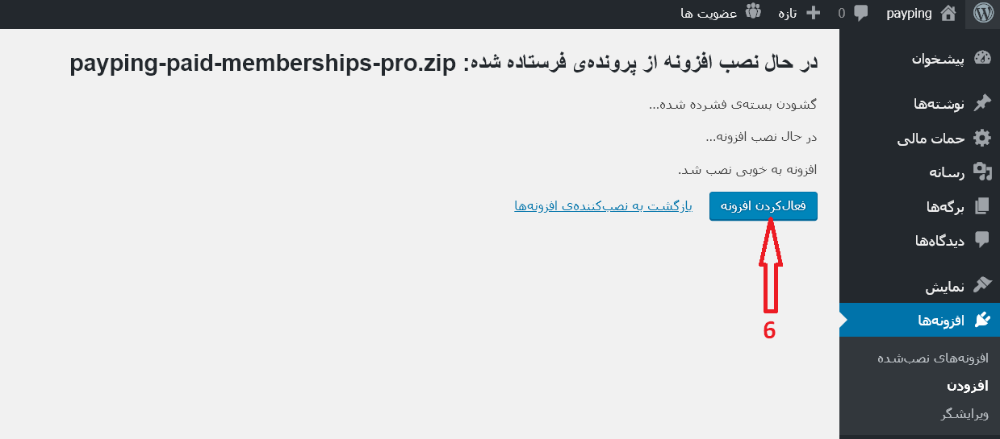 payping 0 تازه عضویت ها
پیشخوان
نوشته‌ها
حمات مالی
رسانه
برگه‌ها
دیدگاه‌ها
نمایش
افزونه‌ها
افزونه‌های نصب‌شده
افزودن
ویرایشگر
در حال نصب افزونه از پرونده‌ی فرستاده شده: payping-paid-memberships-pro.zip
گشودن بسته‌ی فشرده شده...
در حال نصب افزونه...
افزونه به خوبی نصب شد.
فعال‌کردن افزونه بازگشت به نصب‌کننده‌ی افزونه‌ها
6